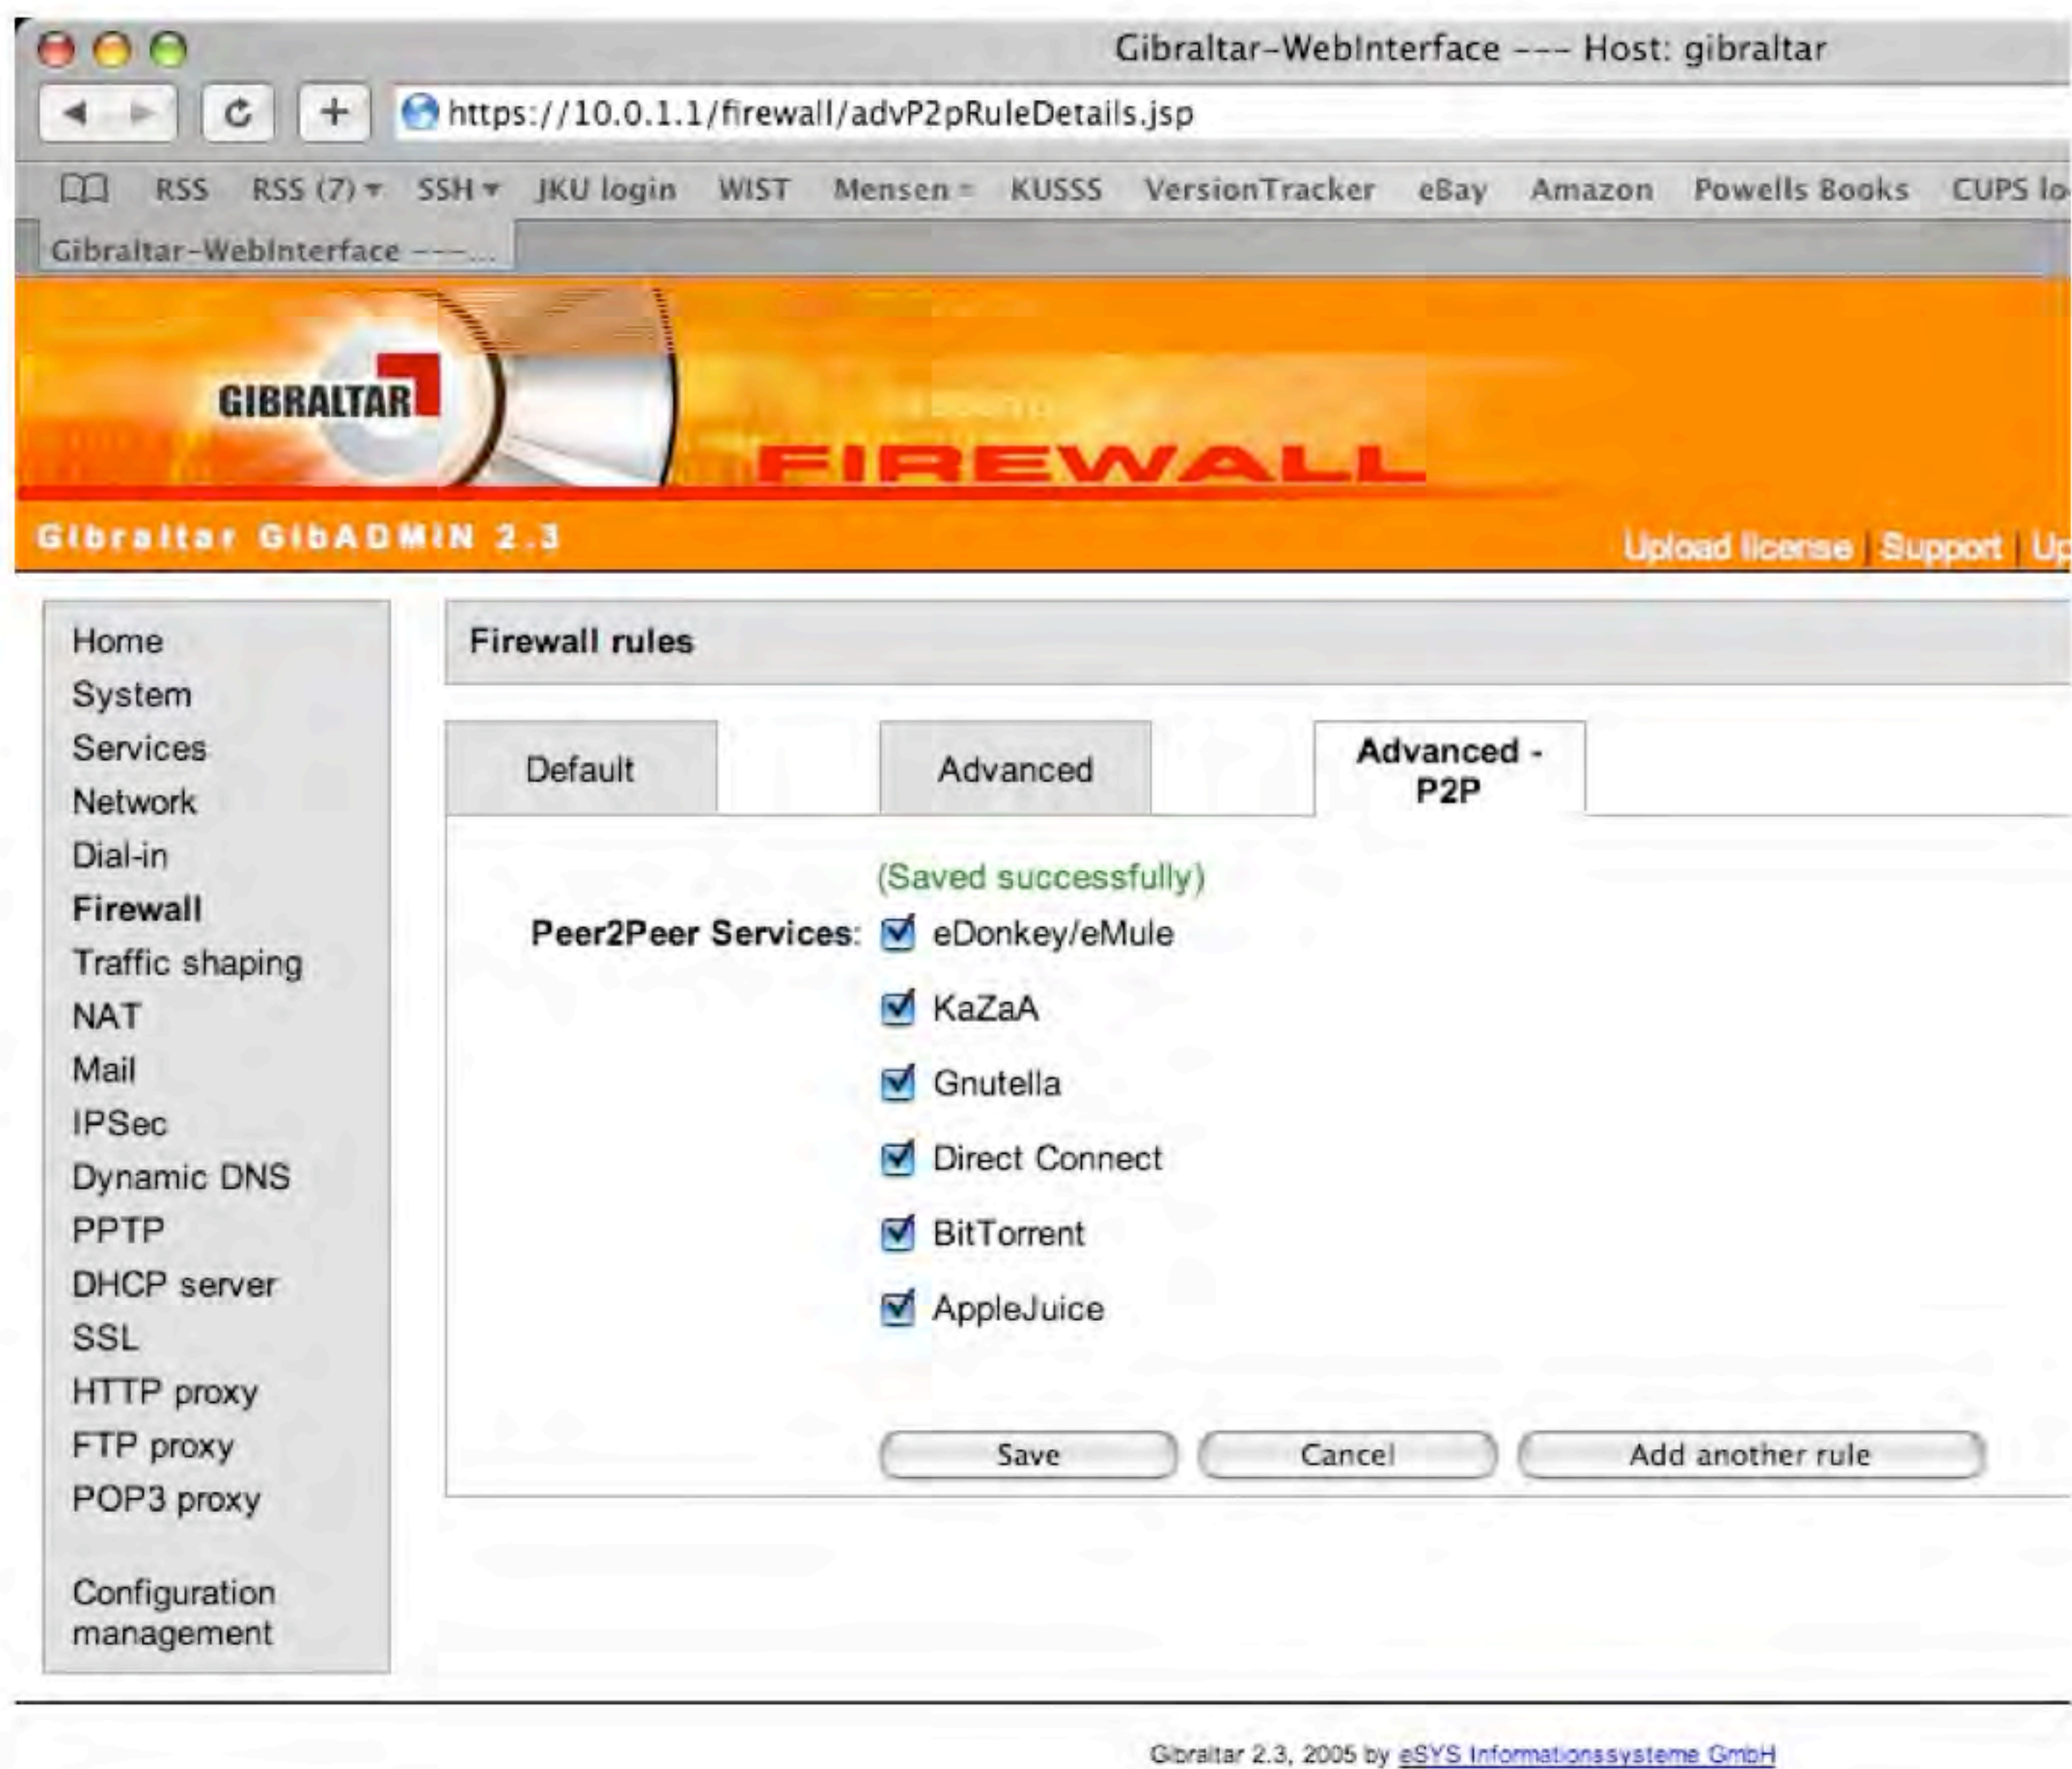 Gibraltar-WebInterface --- Host: gibraltar
https://10.0.1.1/firewall/advP2pRuleDetails.jsp
RSS RSS (7) SSH JKU login WIST Mensen KUSSS VersionTracker eBay Amazon Powells Books CUPS lo
Gibraltar-WebInterface ---...
GIBRALTAR
FIREWALL
Gibraltar GibADMIN 2.3
Upload license | Support | Up
Home
System
Services
Network
Dial-in
Firewall
Traffic shaping
NAT
Mail
IPSec
Dynamic DNS
PPTP
DHCP server
SSL
HTTP proxy
FTP proxy
POP3 proxy
Configuration
management
Firewall rules
Default
Advanced
Advanced -
P2P
(Saved successfully)
Peer2Peer Services: eDonkey/eMule
KaZaA
Gnutella
Direct Connect
BitTorrent
AppleJuice
Save Cancel Add another rule
Gibraltar 2.3, 2005 by eSYS Informationssysteme GmbH